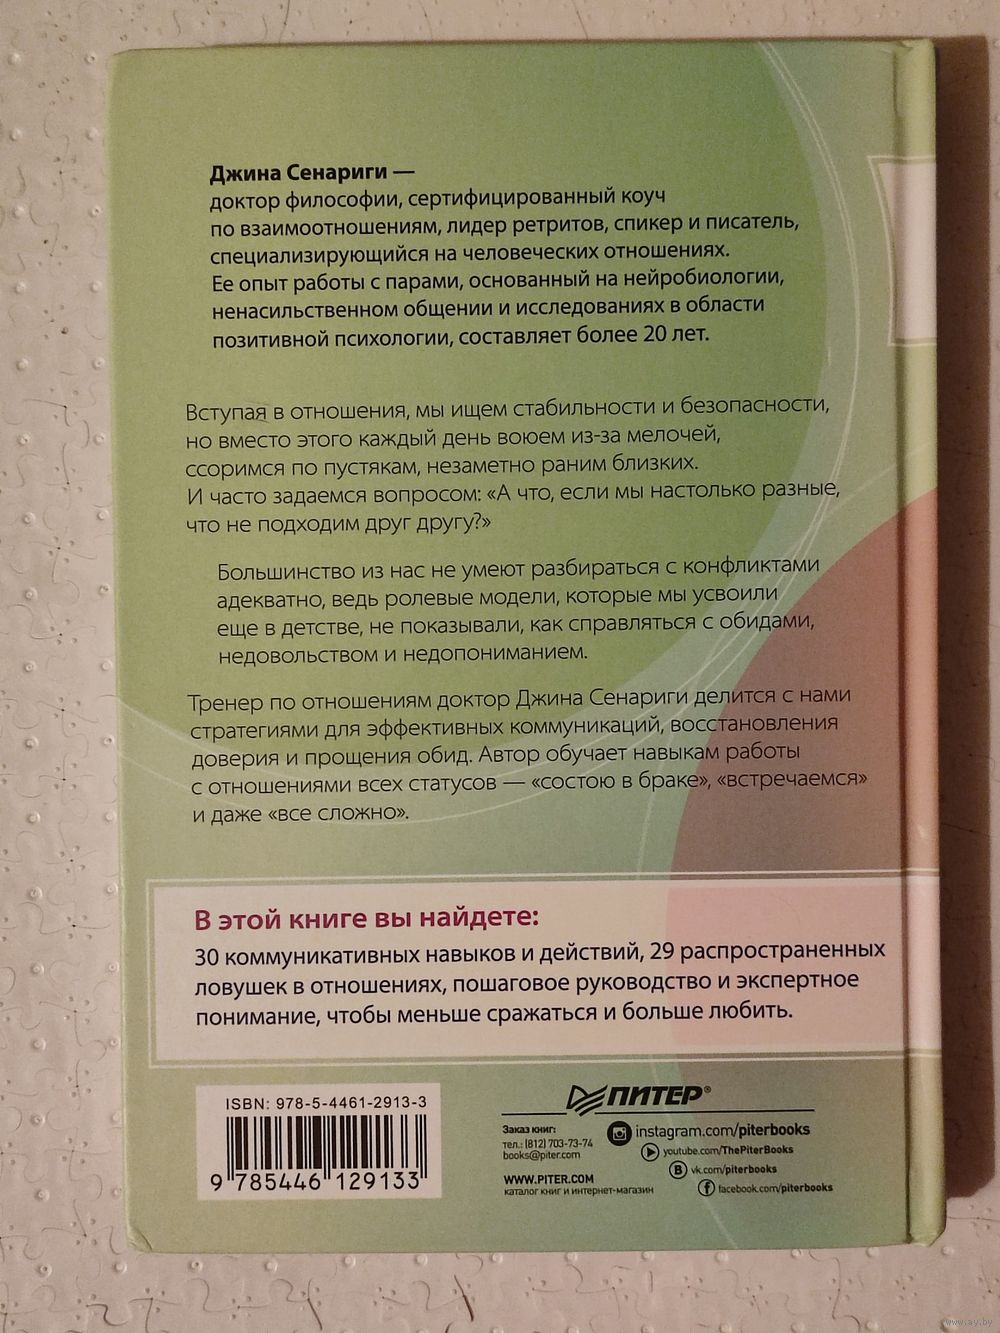 Джина Сенариги —
доктор философии, сертифицированный коуч
по взаимоотношениям, лидер ретритов, спикер и писатель,
специализирующийся на человеческих отношениях.
Ее опыт работы с парами, основанный на нейробиологии,
ненасильственном общении и исследованиях в области
позитивной психологии, составляет более 20 лет.
Вступая в отношения, мы ищем стабильности и безопасности,
но вместо этого каждый день воюем из-за мелочей,
ссоримся по пустякам, незаметно раним близких.
И часто задаемся вопросом: «А что, если мы настолько разные,
что не подходим друг другу?»
Большинство из нас не умеют разбираться с конфликтами
адекватно, ведь ролевые модели, которые мы усвоили
еще в детстве, не показывали, как справляться с обидами,
недовольством и недопониманием.
Тренер по отношениям доктор Джина Сенариги делится с нами
стратегиями для эффективных коммуникаций, восстановления
доверия и прощения обид. Автор обучает навыкам работы
с отношениями всех статусов — «состою в браке», «встречаемся»
и даже «все сложно».
В этой книге вы найдете:
30 коммуникативных навыков и действий, 29 распространенных
ловушек в отношениях, пошаговое руководство и экспертное
понимание, чтобы меньше сражаться и больше любить.
ISBN: 978-5-4461-2913-3
9 785446 129133
ПИТЕР®
Заказ книг:
тел.: (812) 703-73-74
books@piter.com
WWW.PITER.COM
каталог книг и интернет-магазин
instagram.com/piterbooks
youtube.com/ThePiterBooks
vk.com/piterbooks
facebook.com/piterbooks
www.ay.by